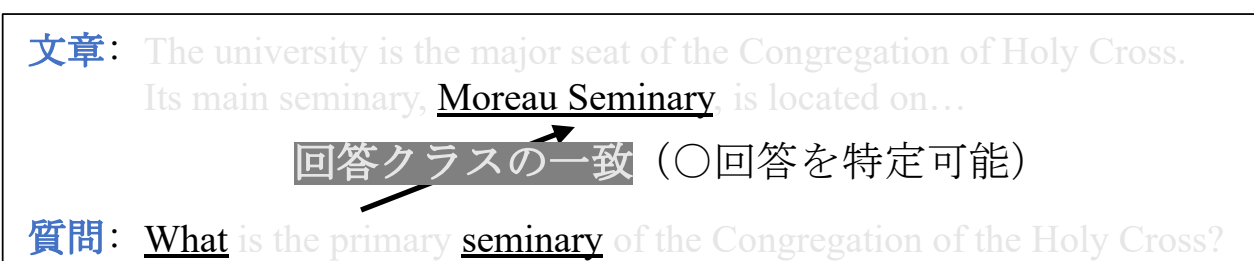 文章： The university is the major seat of the Congregation of Holy Cross.
Its main seminary, Moreau Seminary, is located on…
回答クラスの一致（○回答を特定可能）
質問： What is the primary seminary of the Congregation of the Holy Cross?